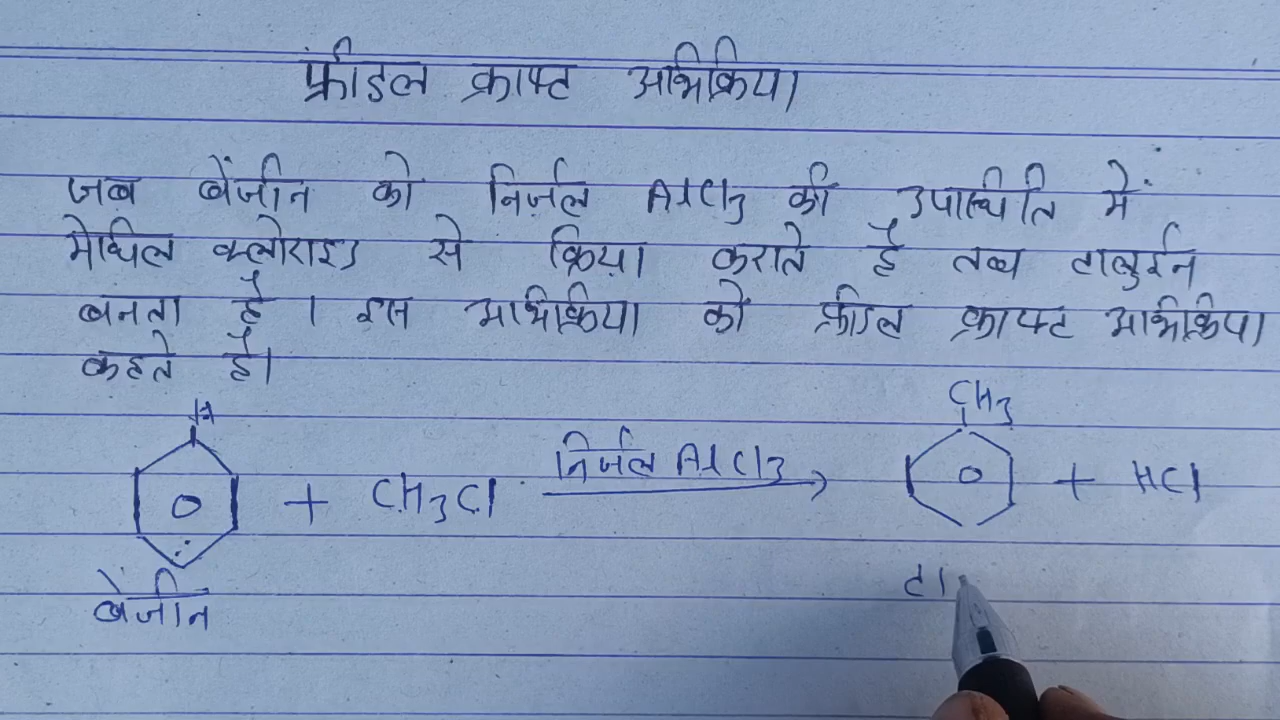 फ्रीडल क्राफ्ट अभिक्रिया
जब बेंजीन को निर्जल AlCl3 की उपस्थिति में
मेथिल क्लोराइड से क्रिया कराते है तब टालुईन
बनता है । इस अभिक्रिया को फ्रीडल क्राफ्ट अभिक्रिया
कहते है।
H
CH3
+ CH3Cl निर्जल AlCl3 + HCl
बेंजीन
टा